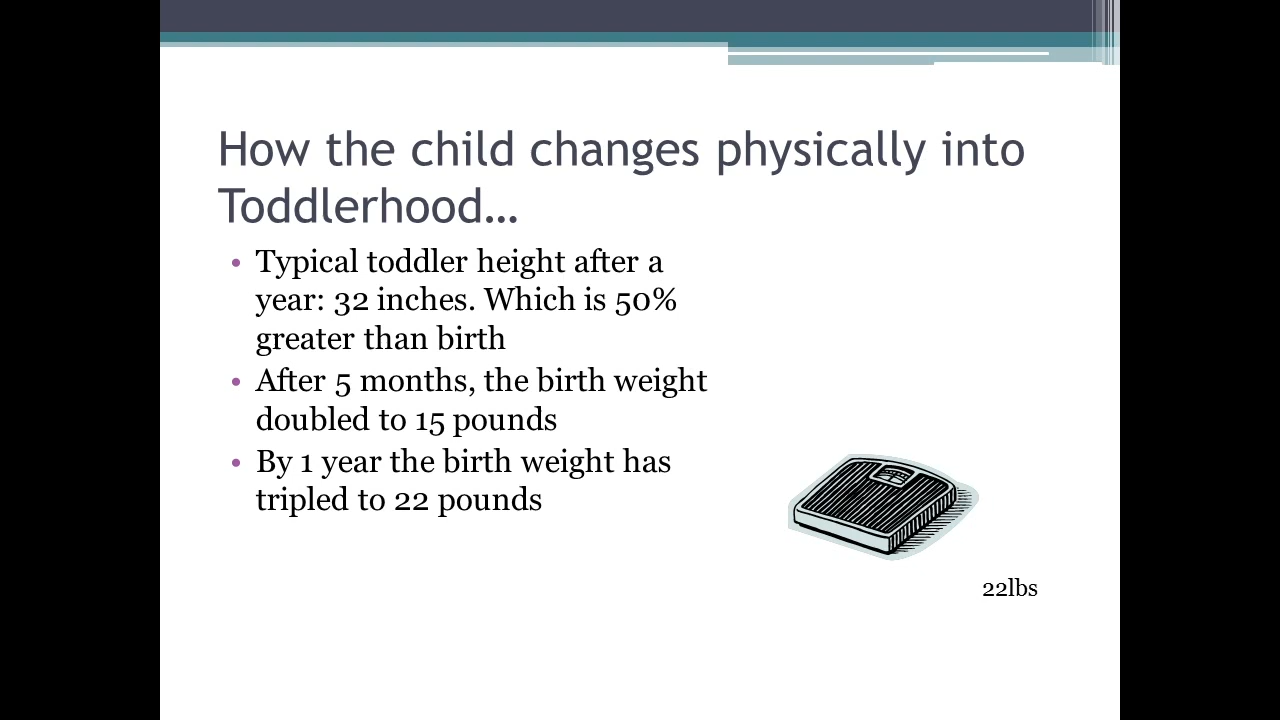 How the child changes physically into
Toddlerhood…
• Typical toddler height after a
year: 32 inches. Which is 50%
greater than birth
• After 5 months, the birth weight
doubled to 15 pounds
• By 1 year the birth weight has
tripled to 22 pounds
22lbs